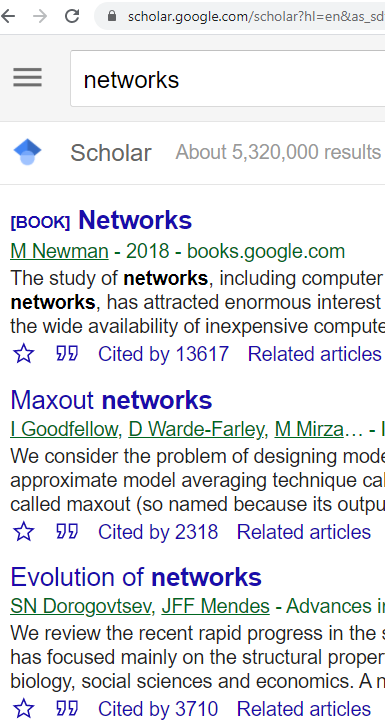 scholar.google.com/scholar?hl=en&as_sd
networks
Scholar About 5,320,000 results
[BOOK] Networks
M Newman - 2018 - books.google.com
The study of networks, including computer
networks, has attracted enormous interest
the wide availability of inexpensive compute
Cited by 13617 Related articles
Maxout networks
I Goodfellow, D Warde-Farley, M Mirza… - I
We consider the problem of designing mode
approximate model averaging technique cal
called maxout (so named because its outpu
Cited by 2318 Related articles
Evolution of networks
SN Dorogovtsev, JFF Mendes - Advances in
We review the recent rapid progress in the s
has focused mainly on the structural proper
biology, social sciences and economics. A n
Cited by 3710 Related articles